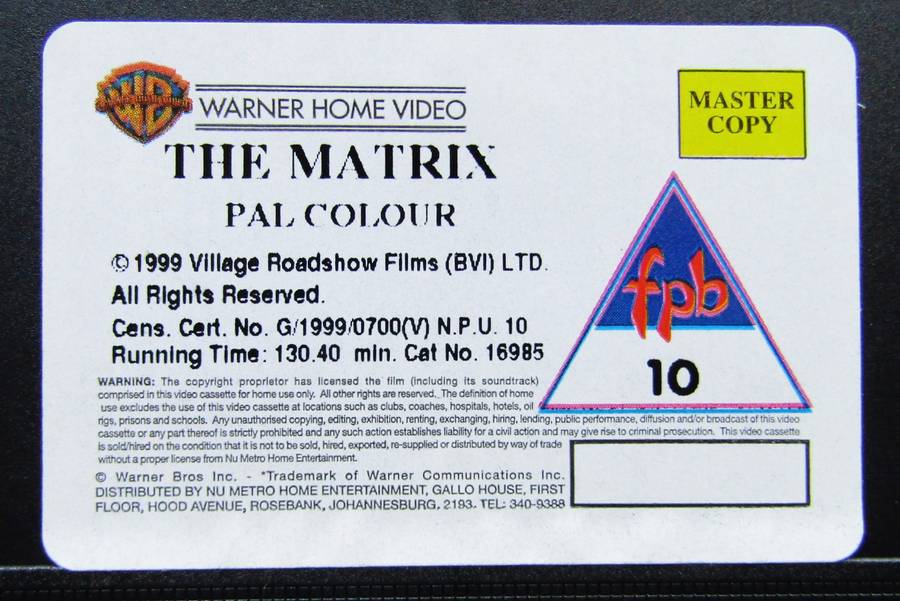 WARNER HOME VIDEO
MASTER
COPY
THE MATRIX
PAL COLOUR
fpb
10
© 1999 Village Roadshow Films (BVI) LTD.
All Rights Reserved.
Cens. Cert. No. G/1999/0700(V) N.P.U. 10
Running Time: 130.40 min. Cat No. 16985
WARNING: The copyright proprietor has licensed the film (including its soundtrack)
comprised in this video cassette for home use only. All other rights are reserved. The definition of home
use excludes the use of this video cassette at locations such as clubs, coaches, hospitals, hotels, oil
rigs, prisons and schools. Any unauthorised copying, editing, exhibition, renting, exchanging, hiring, lending, public performance, diffusion and/or broadcast of this video
cassette or any part thereof is strictly prohibited and any such action establishes liability for a civil action and may give rise to criminal prosecution. This video cassette
is sold/hired on the condition that it is not to be sold, hired, exported, re-supplied or distributed by way of trade
without a proper license from Nu Metro Home Entertainment.
© Warner Bros Inc. - *Trademark of Warner Communications Inc.
DISTRIBUTED BY NU METRO HOME ENTERTAINMENT, GALLO HOUSE, FIRST
FLOOR, HOOD AVENUE, ROSEBANK, JOHANNESBURG. 2193. TEL: 340-9388